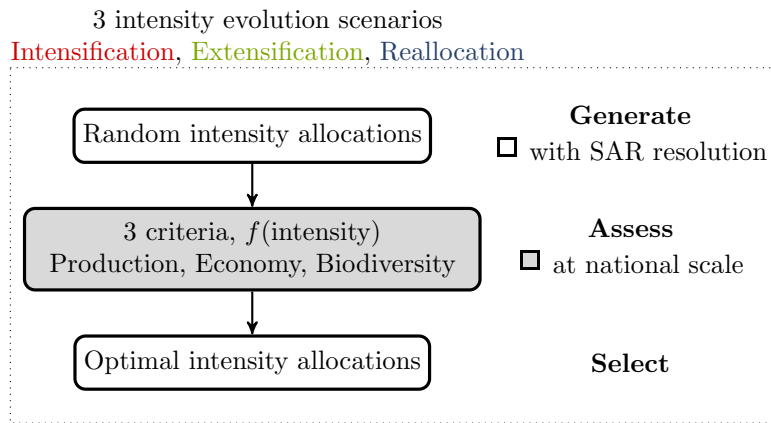 3 intensity evolution scenarios
Intensification, Extensification, Reallocation
Random intensity allocations
Generate
with SAR resolution
3 criteria, f(intensity)
Production, Economy, Biodiversity
Assess
at national scale
Optimal intensity allocations
Select